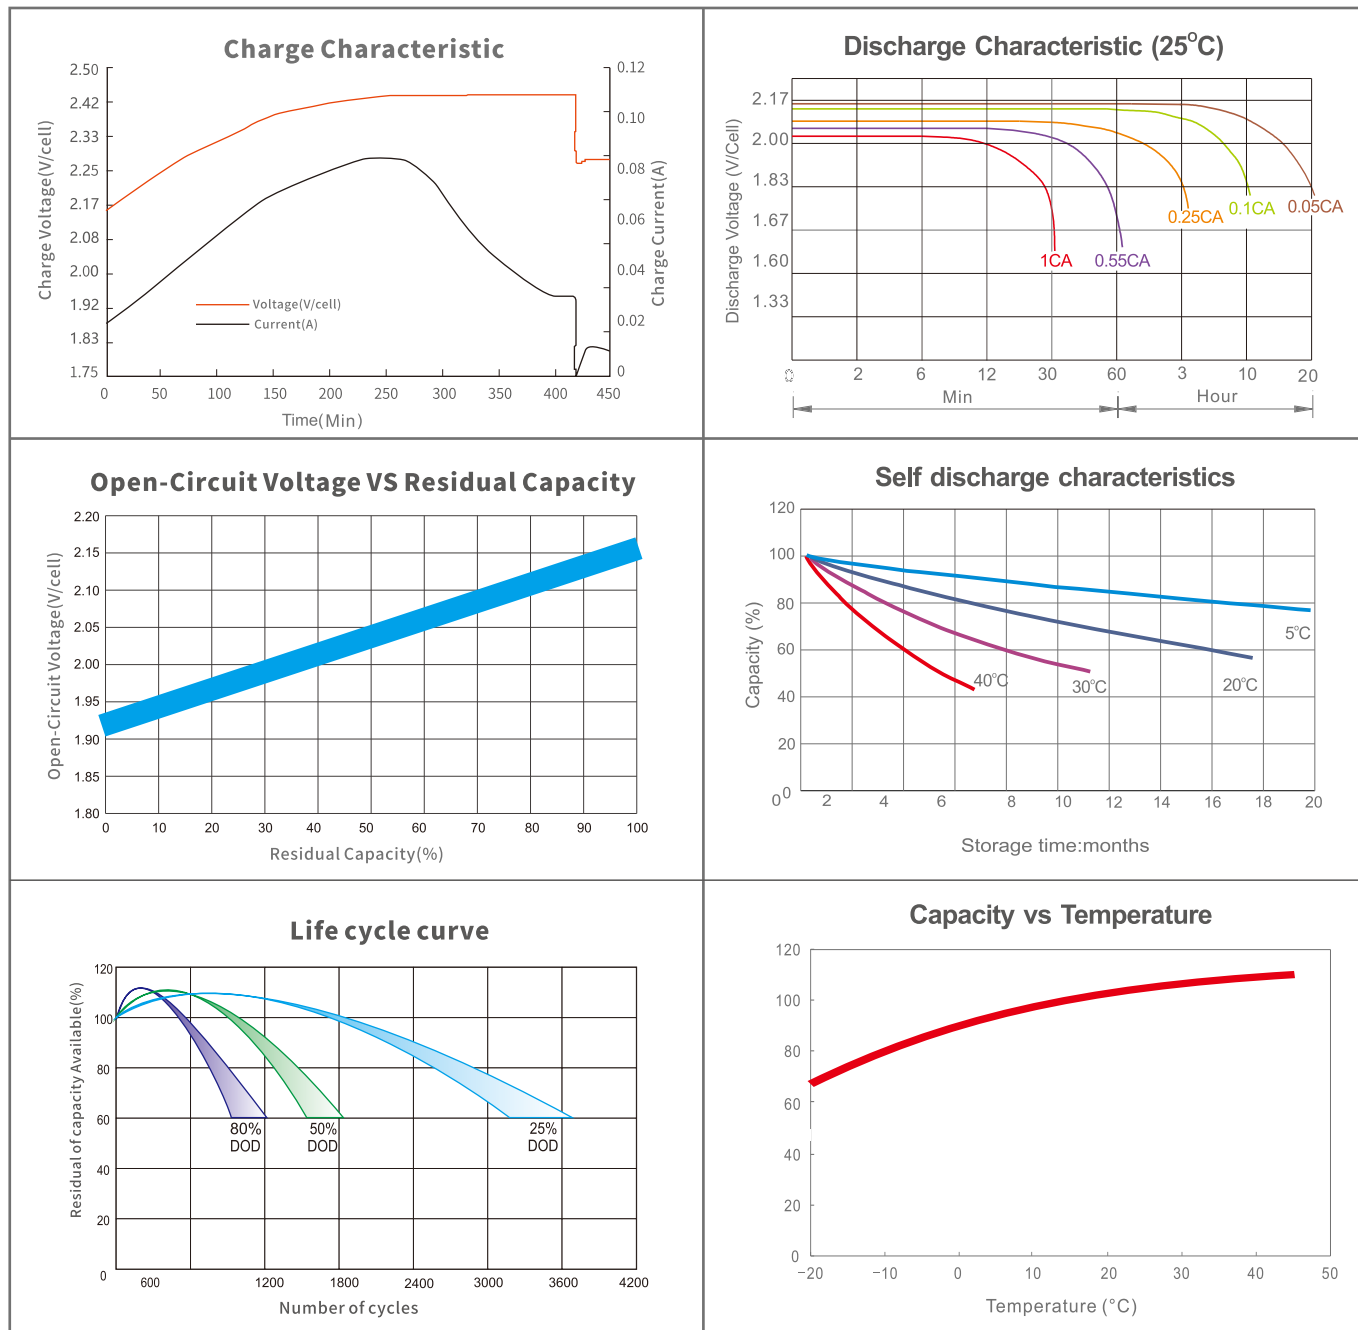 Charge Characteristic
Charge Voltage(V/cell)
2.50
2.42
2.33
2.25
2.17
2.08
2.00
1.92
1.83
1.75
0.12
0.10
0.08
0.06
0.04
0.02
0
Charge Current(A)
Voltage(V/cell)
Current(A)
0 50 100 150 200 250 300 350 400 450
Time(Min)
Discharge Characteristic (25°C)
Discharge Voltage (V/Cell)
2.17
2.00
1.83
1.67
1.60
1.33
1CA
0.55CA
0.25CA
0.1CA
0.05CA
0 2 6 12 30 60 3 10 20
Min
Hour
Open-Circuit Voltage VS Residual Capacity
Open-Circuit Voltage(V/cell)
2.20
2.15
2.10
2.05
2.00
1.95
1.90
1.85
1.80
0 10 20 30 40 50 60 70 80 90 100
Residual Capacity(%)
Self discharge characteristics
Capacity (%)
120
100
80
60
40
20
0
5°C
20°C
30°C
40°C
0 2 4 6 8 10 12 14 16 18 20
Storage time:months
Life cycle curve
Residual of capacity Available(%)
120
100
80
60
40
20
0
80%
DOD
50%
DOD
25%
DOD
600 1200 1800 2400 3000 3600 4200
Number of cycles
Capacity vs Temperature
120
100
80
60
40
20
0
−20 −10 0 10 20 30 40 50
Temperature (°C)